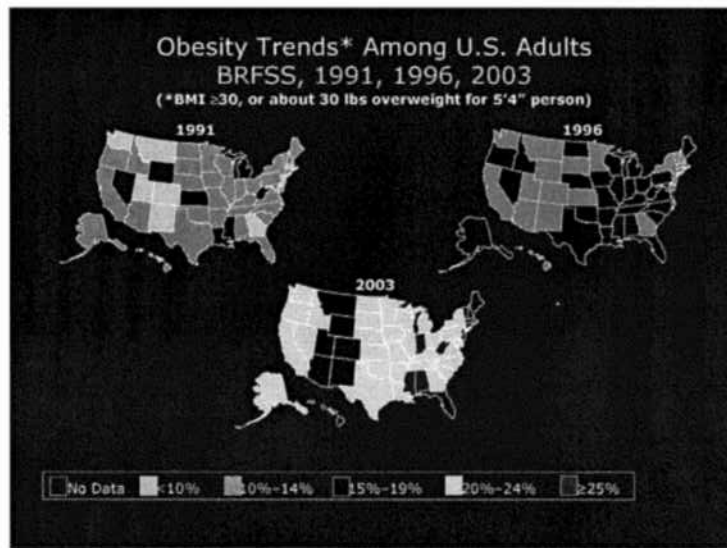 Obesity Trends* Among U.S. Adults
BRFSS, 1991, 1996, 2003
(*BMI ≥30, or about 30 lbs overweight for 5'4" person)
1991
1996
2003
No Data <10% 10%–14% 15%–19% 20%–24% ≥25%